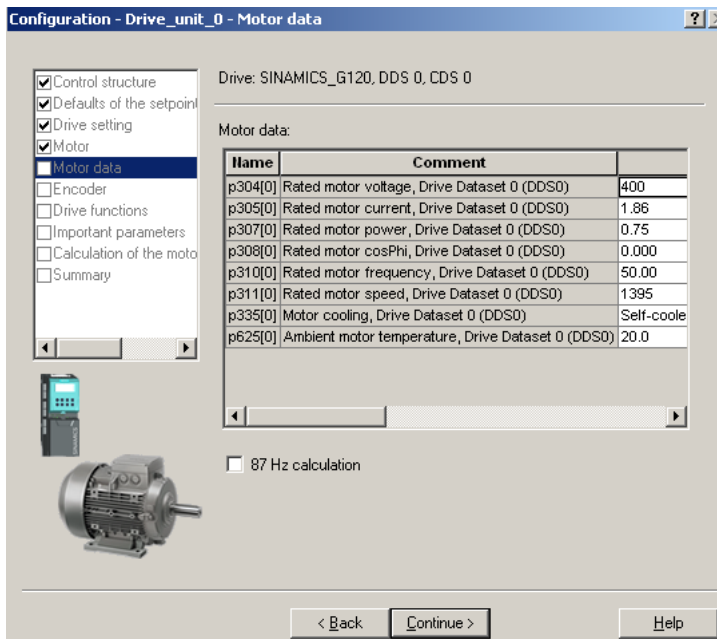 Configuration - Drive_unit_0 - Motor data
?
Control structure
Defaults of the setpoint
Drive setting
Motor
Motor data
Encoder
Drive functions
Important parameters
Calculation of the moto
Summary
Drive: SINAMICS_G120, DDS 0, CDS 0
Motor data:
Name Comment
p304[0] Rated motor voltage, Drive Dataset 0 (DDS0) 400
p305[0] Rated motor current, Drive Dataset 0 (DDS0) 1.86
p307[0] Rated motor power, Drive Dataset 0 (DDS0) 0.75
p308[0] Rated motor cosPhi, Drive Dataset 0 (DDS0) 0.000
p310[0] Rated motor frequency, Drive Dataset 0 (DDS0) 50.00
p311[0] Rated motor speed, Drive Dataset 0 (DDS0) 1395
p335[0] Motor cooling, Drive Dataset 0 (DDS0) Self-coole
p625[0] Ambient motor temperature, Drive Dataset 0 (DDS0) 20.0
SINAMICS
87 Hz calculation
< Back Continue > Help